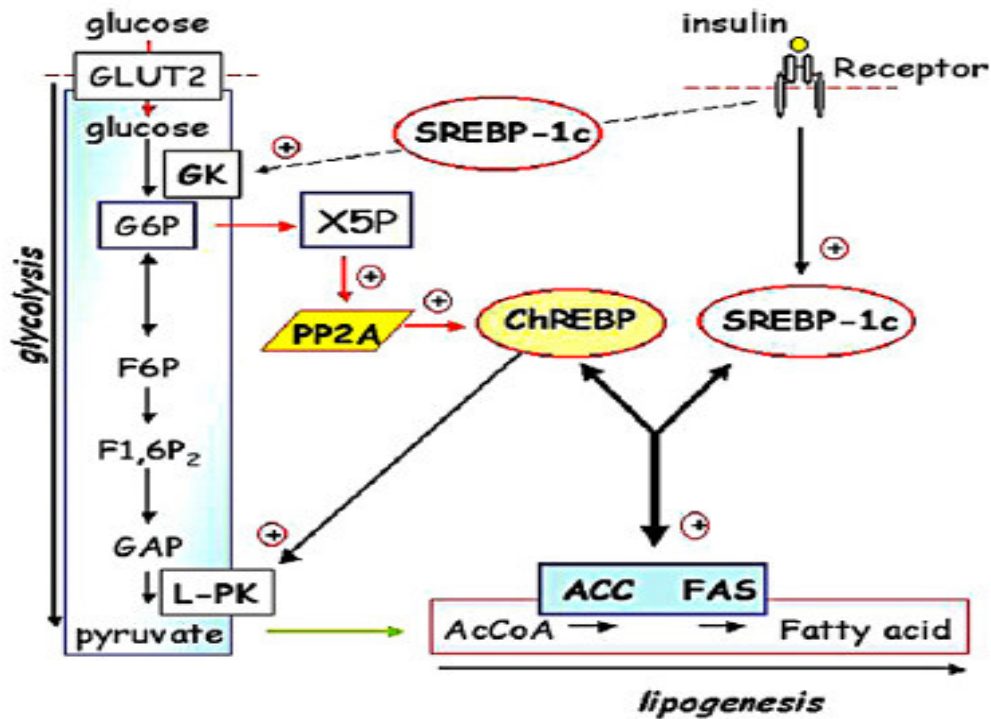 glucose
insulin
GLUT2
Receptor
glucose
SREBP-1c
+
GK
G6P
X5P
+
+
+
PP2A
ChREBP
SREBP-1c
glycolysis
F6P
F1,6P₂
+
+
GAP
L-PK
ACC FAS
pyruvate
AcCoA
Fatty acid
lipogenesis